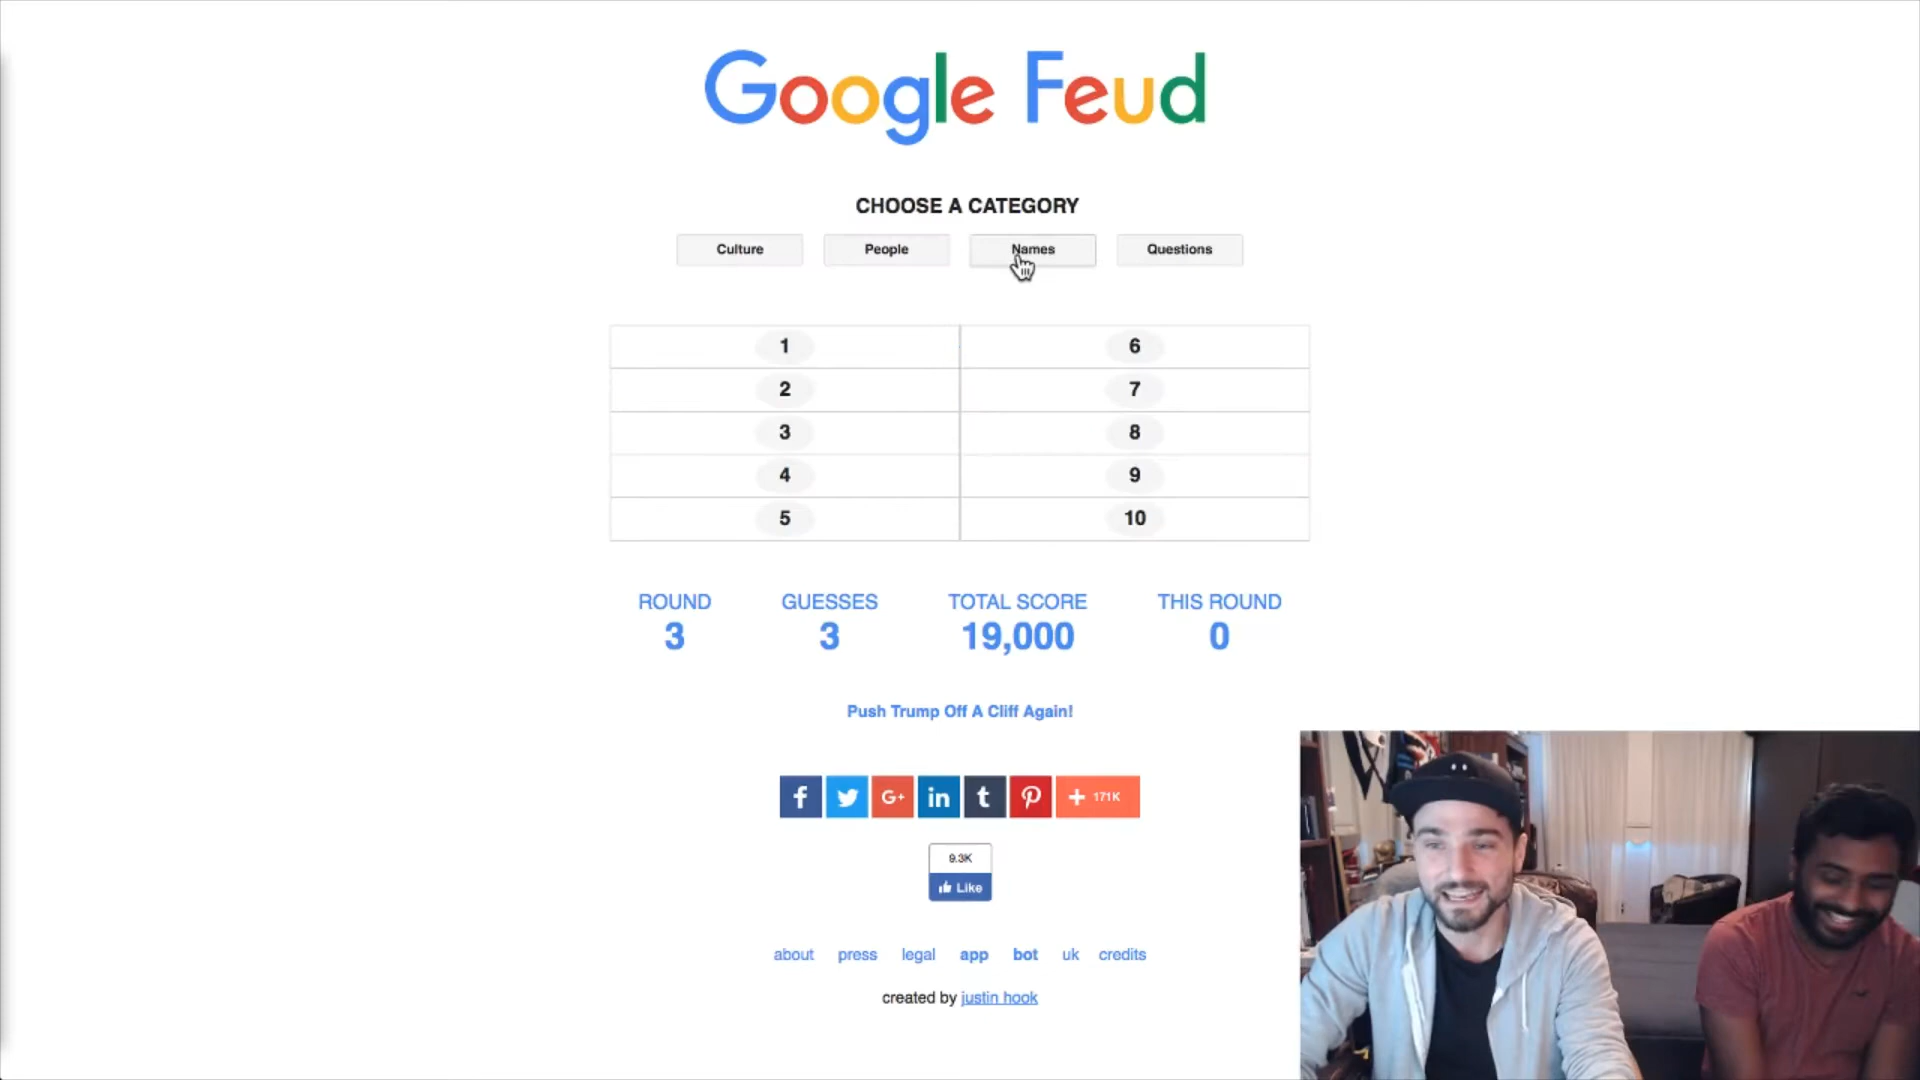 Google Feud
CHOOSE A CATEGORY
Culture People Names Questions
1 6
2 7
3 8
4 9
5 10
ROUND GUESSES TOTAL SCORE THIS ROUND
3 3 19,000 0
Push Trump Off A Cliff Again!
f G+ in t + 171K
9.3K
Like
about press legal app bot uk credits
created by justin hook